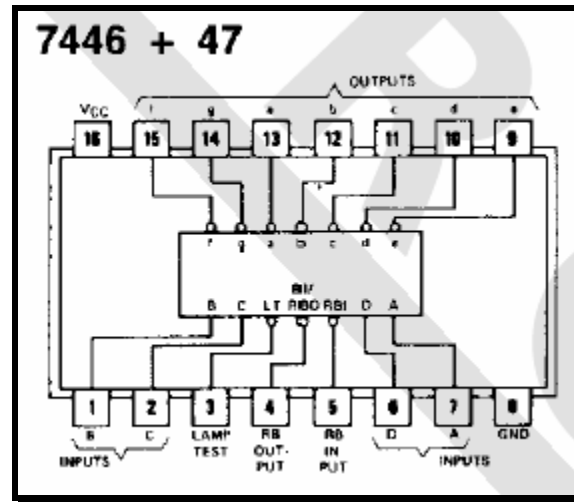 7446 + 47
OUTPUTS
VCC f g a b c d e
16 15 14 13 12 11 10 9
f g a b c d e
BI/
B C LT RBO RBI D A
1 2 3 4 5 6 7 8
B C LAMP RB RB D A GND
TEST OUT- IN
PUT PUT
INPUTS INPUTS